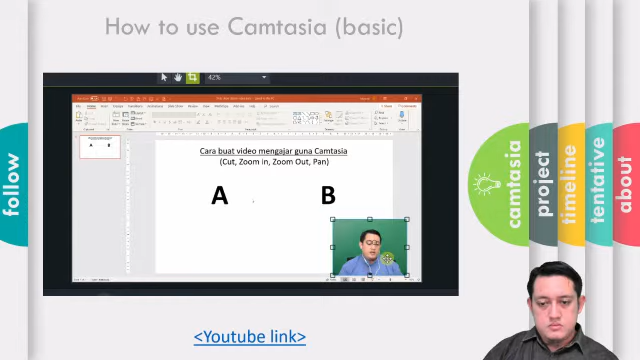 How to use Camtasia (basic)
42%
Cara buat video mengajar guna Camtasia
(Cut, Zoom in, Zoom Out, Pan)
A B
A B
<Youtube link>
follow
camtasia
project
timeline
tentative
about